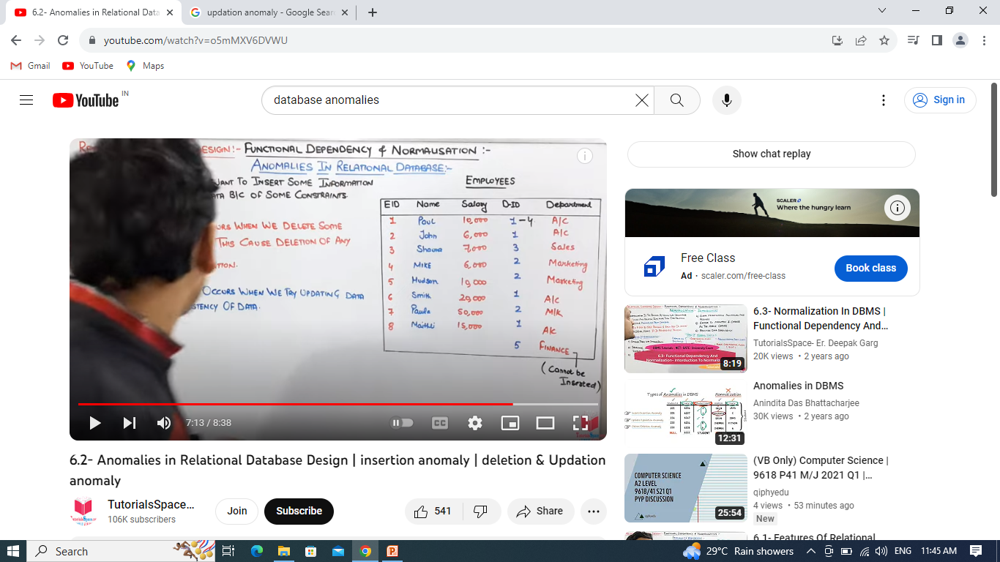 6.2- Anomalies in Relational Data
updation anomaly - Google Sear
youtube.com/watch?v=o5mMXV6DVWU
Gmail
YouTube
Maps
YouTube IN
database anomalies
Sign in
ESIGN:- FUNCTIONAL DEPENDENCY & NORMALISATION :-
ANOMALIES IN RELATIONAL DATABASE:-
WANT TO INSERT SOME INFORMATION
B/C OF SOME CONSTRAINTS.
WHEN WE DELETE SOME
THIS CAUSE DELETION OF ANY
OCCURS WHEN WE TRY UPDATING DATA
OF DATA.
EMPLOYEES
EID Name Salary D-ID Department
1 Paul 10,000 1-4 A/C
2 John 6,000 1 A/C
3 7,000 3 Sales
4 MIKE 6,000 2 Marketing
5 Hudson 10,000 2 Marketing
6 Smith 20,000 1 A/C
7 Paula 50,000 2 MIK
8 15,000 1 A/C
5 FINANCE
(Cannot be
Inserted)
7:13 / 8:38
6.2- Anomalies in Relational Database Design | insertion anomaly | deletion & Updation
anomaly
TutorialsSpace...
106K subscribers
Join
Subscribe
541
Share
Show chat replay
SCALER
Where the hungry learn
Free Class
Ad · scaler.com/free-class
Book class
8:19
6.3- Normalization In DBMS |
Functional Dependency And...
TutorialsSpace- Er. Deepak Garg
20K views • 2 years ago
Types of Anomalies in DBMS
Normalization
12:31
Anomalies in DBMS
Anindita Das Bhattacharjee
30K views • 2 years ago
COMPUTER SCIENCE
A2 LEVEL
9618/41 S21 Q1
PYP DISCUSSION
25:54
(VB Only) Computer Science |
9618 P41 M/J 2021 Q1 |...
qiphyedu
4 views • 53 minutes ago
New
6.1- Features Of Relational
Search
29°C Rain showers
ENG
11:45 AM